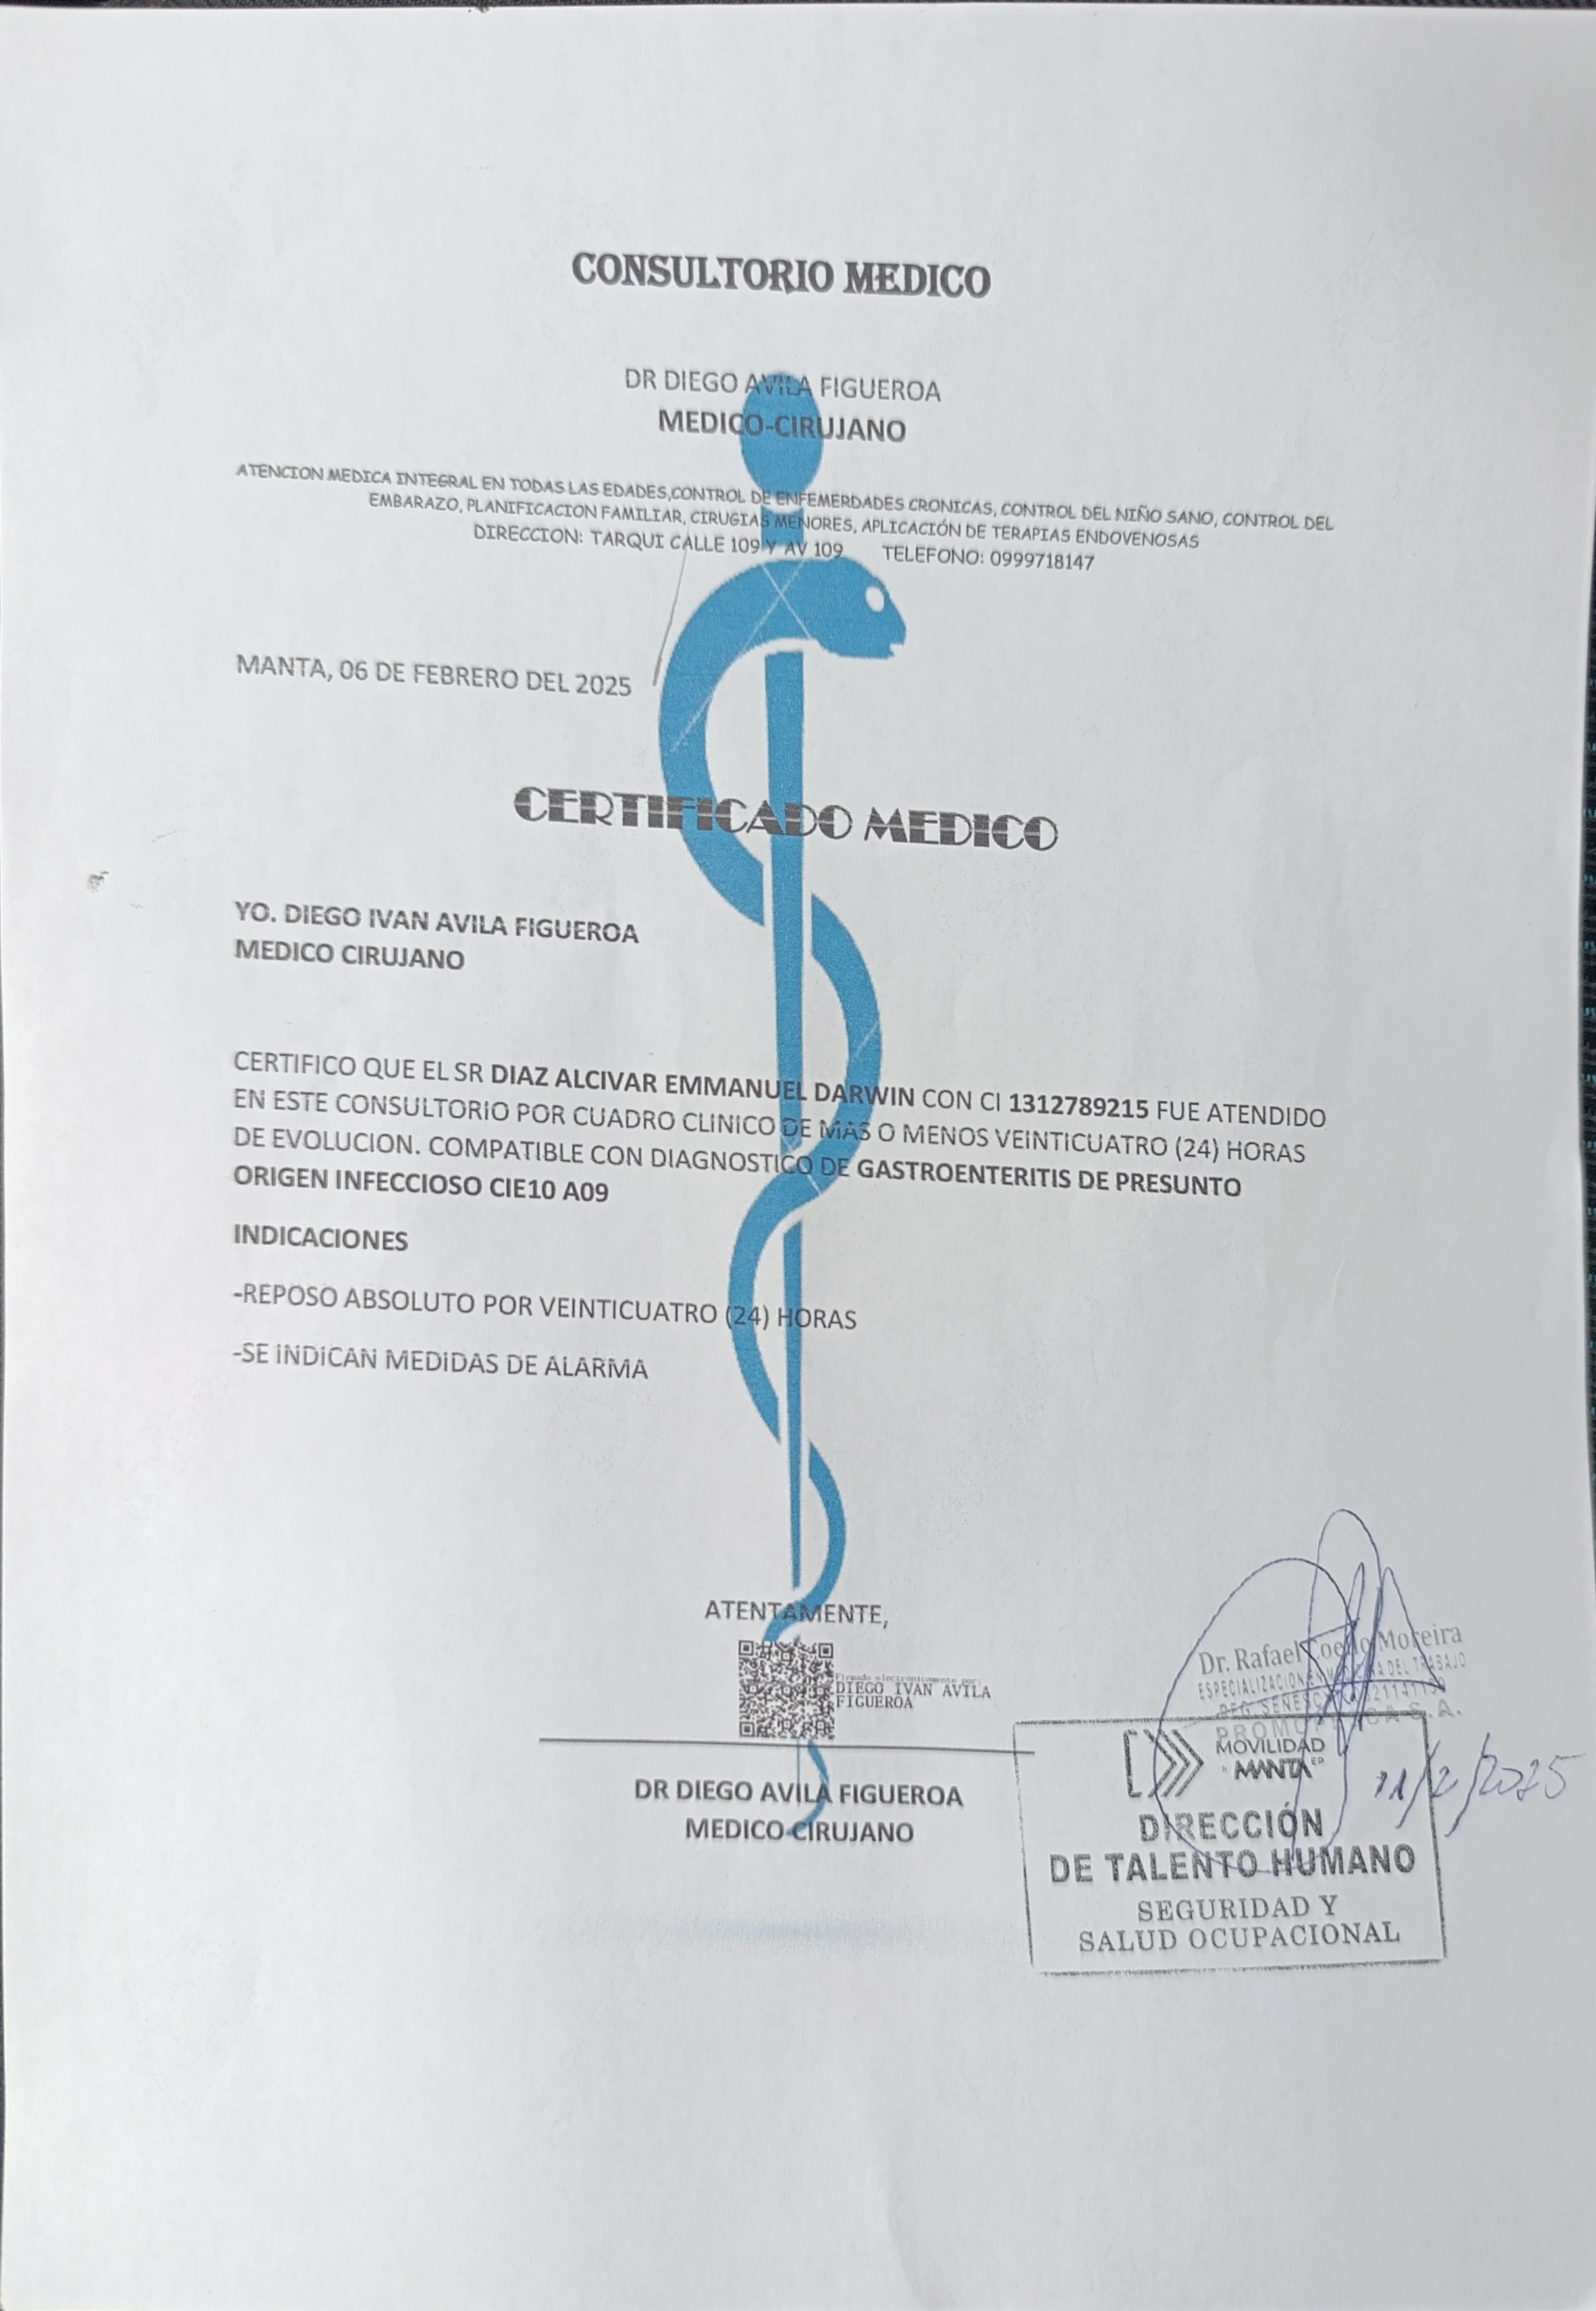 CONSULTORIO MEDICO
DR DIEGO AVILA FIGUEROA
MEDICO-CIRUJANO
ATENCION MEDICA INTEGRAL EN TODAS LAS EDADES,CONTROL DE ENFEMERDADES CRONICAS, CONTROL DEL NIÑO SANO, CONTROL DEL
EMBARAZO, PLANIFICACION FAMILIAR, CIRUGIAS MENORES, APLICACIÓN DE TERAPIAS ENDOVENOSAS
DIRECCION: TARQUI CALLE 109 Y AV 109 TELEFONO: 0999718147
MANTA, 06 DE FEBRERO DEL 2025
CERTIFICADO MEDICO
YO. DIEGO IVAN AVILA FIGUEROA
MEDICO CIRUJANO
CERTIFICO QUE EL SR DIAZ ALCIVAR EMMANUEL DARWIN CON CI 1312789215 FUE ATENDIDO
EN ESTE CONSULTORIO POR CUADRO CLINICO DE MAS O MENOS VEINTICUATRO (24) HORAS
DE EVOLUCION. COMPATIBLE CON DIAGNOSTICO DE GASTROENTERITIS DE PRESUNTO
ORIGEN INFECCIOSO CIE10 A09
INDICACIONES
-REPOSO ABSOLUTO POR VEINTICUATRO (24) HORAS
-SE INDICAN MEDIDAS DE ALARMA
ATENTAMENTE,
Firmado electrónicamente por:
DIEGO IVAN AVILA
FIGUEROA
DR DIEGO AVILA FIGUEROA
MEDICO-CIRUJANO
Dr. Rafael Moreira
ESPECIALIZACION DEL TRABAJO
REG SENESCYT
S.A.
MOVILIDAD
MANTA EP
11/2/2025
DIRECCIÓN
DE TALENTO HUMANO
SEGURIDAD Y
SALUD OCUPACIONAL